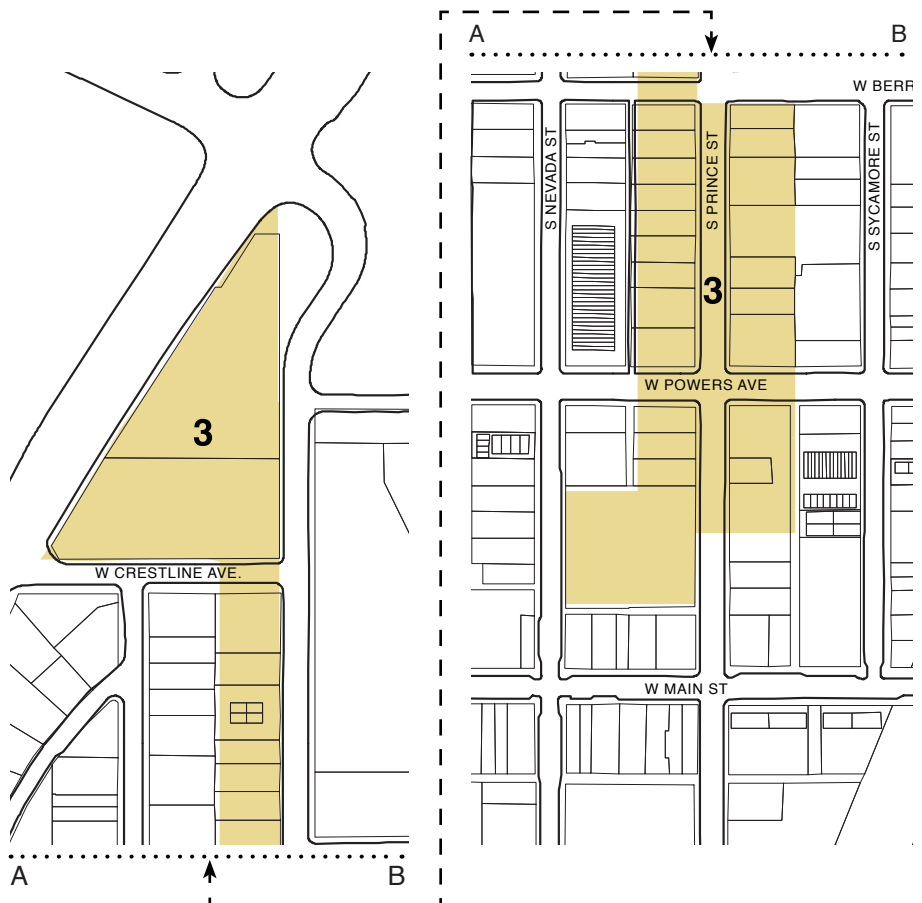 3
W CRESTLINE AVE.
A
B
A
B
W BERR
S NEVADA ST
S PRINCE ST
S SYCAMORE ST
3
W POWERS AVE
W MAIN ST